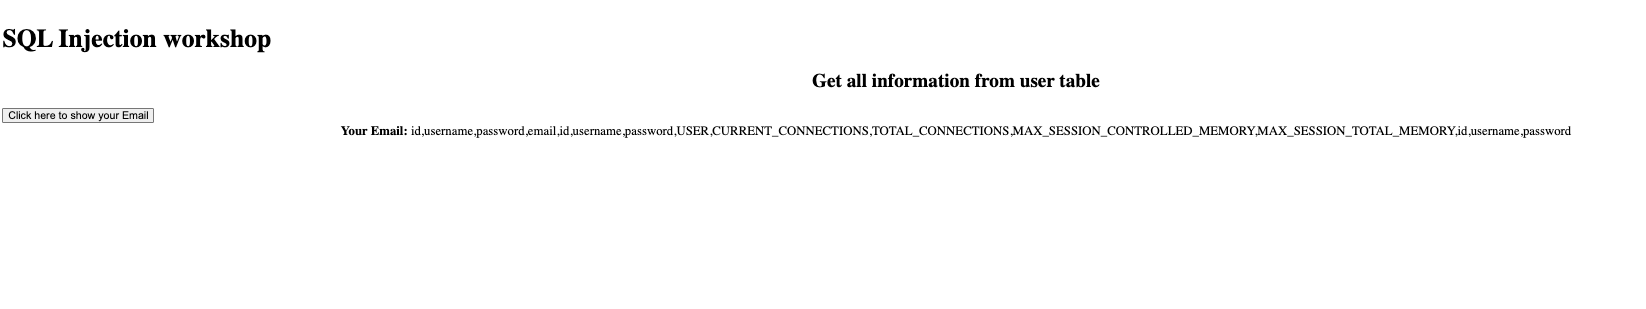 SQL Injection workshop
Get all information from user table
Click here to show your Email
Your Email: id,username,password,email,id,username,password,USER,CURRENT_CONNECTIONS,TOTAL_CONNECTIONS,MAX_SESSION_CONTROLLED_MEMORY,MAX_SESSION_TOTAL_MEMORY,id,username,password